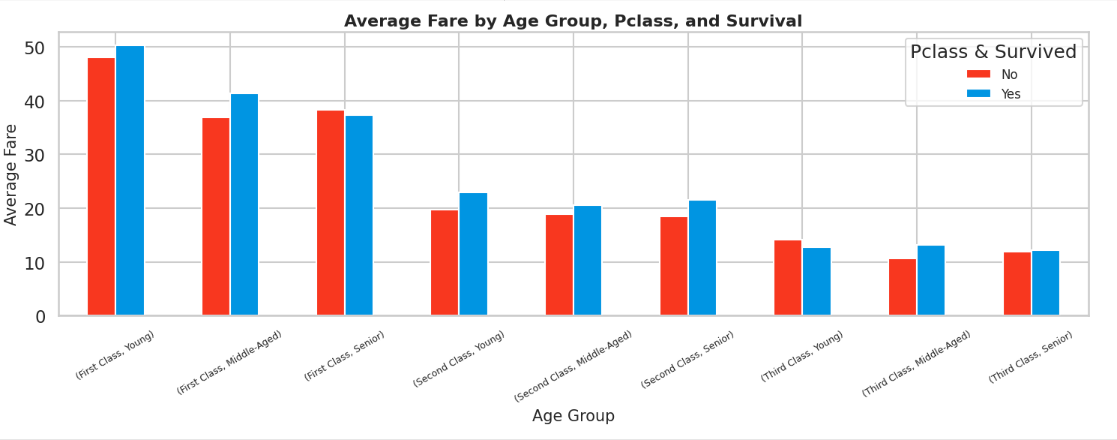 Average Fare by Age Group, Pclass, and Survival
Average Fare
50
40
30
20
10
0
Pclass & Survived
No
Yes
(First Class, Young)
(First Class, Middle-Aged)
(First Class, Senior)
(Second Class, Young)
(Second Class, Middle-Aged)
(Second Class, Senior)
(Third Class, Young)
(Third Class, Middle-Aged)
(Third Class, Senior)
Age Group